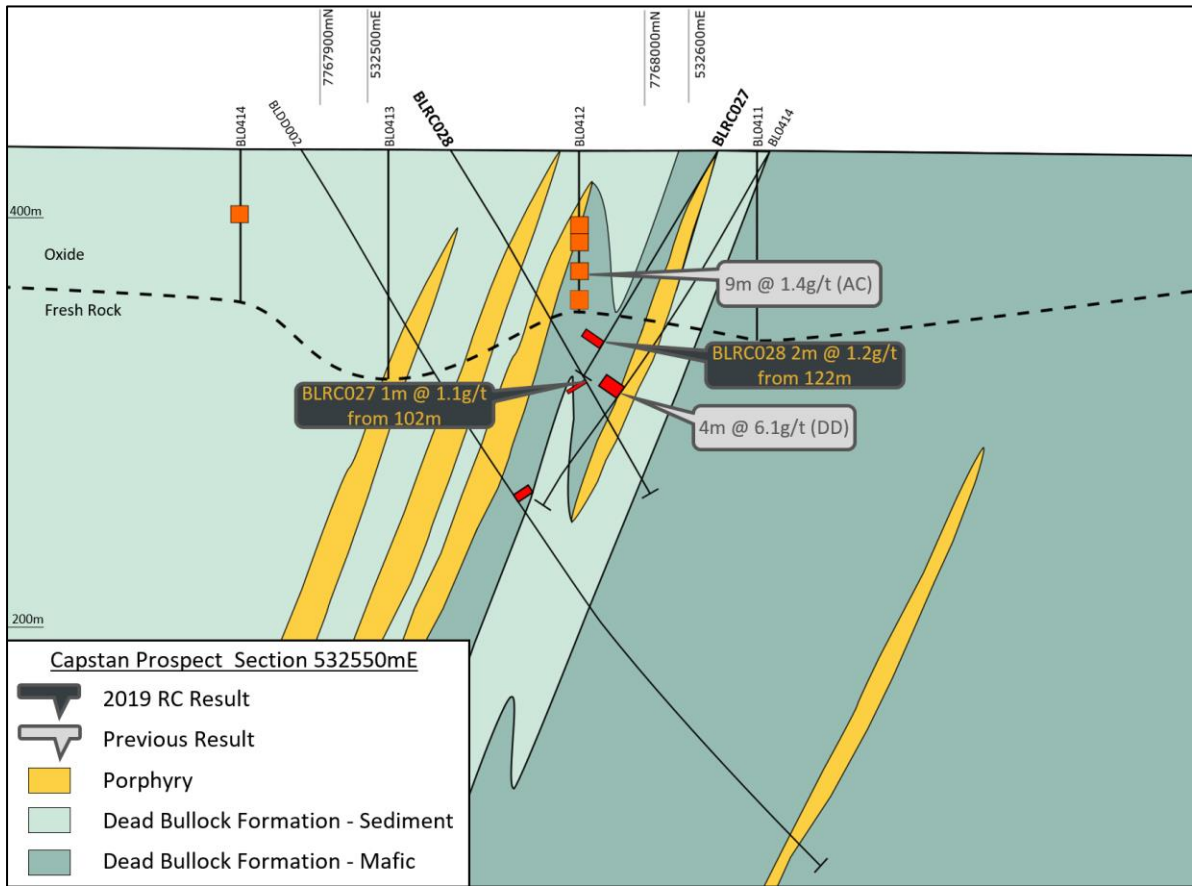 7767900mN
532500mE
7768000mN
532600mE
BL0414
BLDD002
BL0413
BLRC028
BL0412
BLRC027
BL0411
BL0414
400m
Oxide
Fresh Rock
9m @ 1.4g/t (AC)
BLRC028 2m @ 1.2g/t
from 122m
BLRC027 1m @ 1.1g/t
from 102m
4m @ 6.1g/t (DD)
200m
Capstan Prospect Section 532550mE
2019 RC Result
Previous Result
Porphyry
Dead Bullock Formation - Sediment
Dead Bullock Formation - Mafic